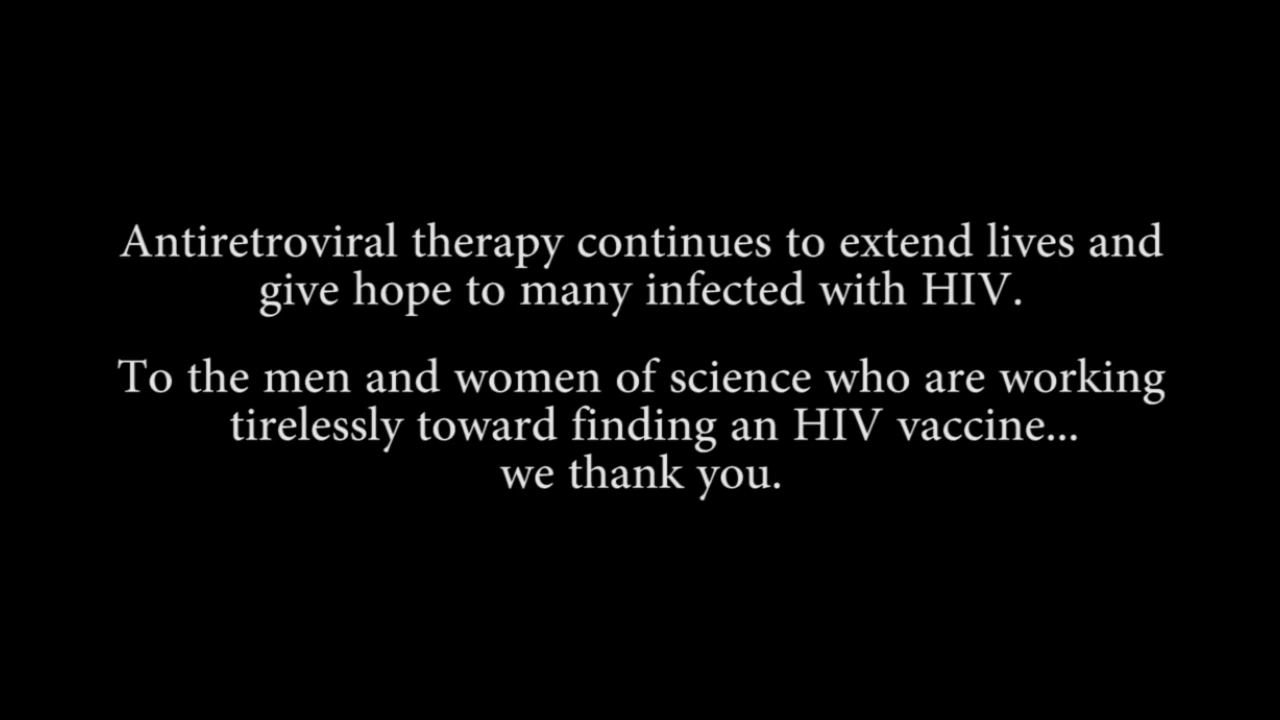 Antiretroviral therapy continues to extend lives and
give hope to many infected with HIV.
To the men and women of science who are working
tirelessly toward finding an HIV vaccine...
we thank you.